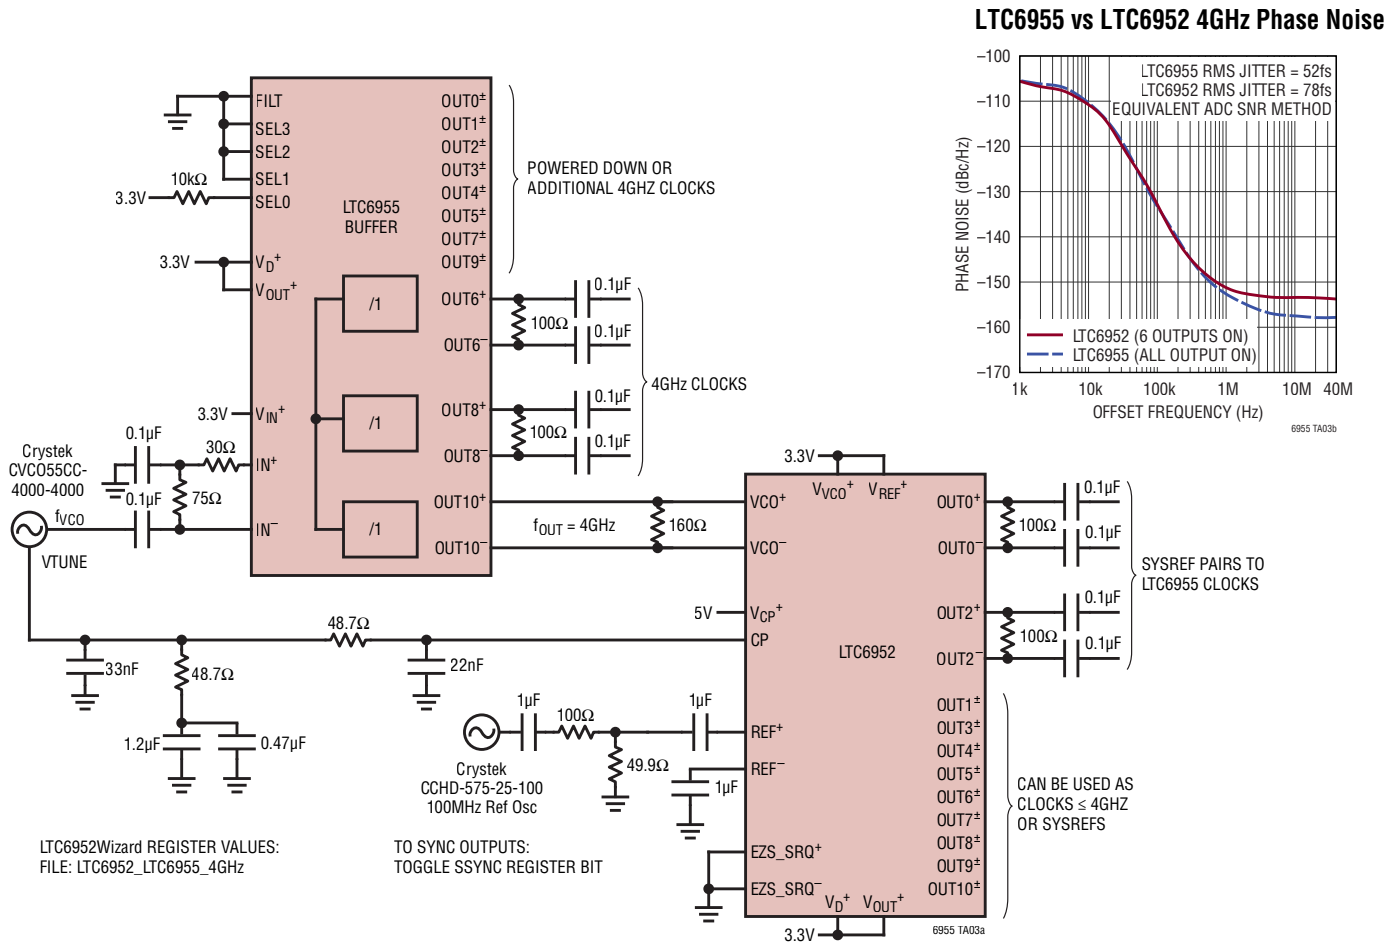 LTC6955 vs LTC6952 4GHz Phase Noise
–100
–110
–120
–130
–140
–150
–160
–170
PHASE NOISE (dBc/Hz)
LTC6955 RMS JITTER = 52fs
LTC6952 RMS JITTER = 78fs
EQUIVALENT ADC SNR METHOD
LTC6952 (6 OUTPUTS ON)
LTC6955 (ALL OUTPUT ON)
1k
10k
100k
1M
10M
40M
OFFSET FREQUENCY (Hz)
6955 TA03b
FILT
SEL3
SEL2
SEL1
10kΩ
3.3V
SEL0
3.3V
VD+
VOUT+
LTC6955
BUFFER
OUT0±
OUT1±
OUT2±
OUT3±
OUT4±
OUT5±
OUT7±
OUT9±
POWERED DOWN OR
ADDITIONAL 4GHZ CLOCKS
/1
OUT6+
0.1µF
100Ω
0.1µF
OUT6–
4GHz CLOCKS
/1
OUT8+
0.1µF
100Ω
0.1µF
OUT8–
3.3V
VIN+
0.1µF
30Ω
IN+
Crystek
CVCO55CC-
4000-4000
0.1µF
75Ω
fVCO
IN–
VTUNE
/1
OUT10+
fOUT = 4GHz
160Ω
OUT10–
3.3V
VVCO+
VREF+
VCO+
VCO–
OUT0+
0.1µF
100Ω
0.1µF
OUT0–
SYSREF PAIRS TO
LTC6955 CLOCKS
OUT2+
0.1µF
100Ω
0.1µF
OUT2–
5V
VCP+
48.7Ω
CP
LTC6952
33nF
48.7Ω
22nF
1.2µF
0.47µF
1µF
100Ω
1µF
REF+
49.9Ω
REF–
1µF
Crystek
CCHD-575-25-100
100MHz Ref Osc
OUT1±
OUT3±
OUT4±
OUT5±
OUT6±
OUT7±
OUT8±
OUT9±
OUT10±
CAN BE USED AS
CLOCKS ≤ 4GHZ
OR SYSREFS
LTC6952Wizard REGISTER VALUES:
FILE: LTC6952_LTC6955_4GHz
TO SYNC OUTPUTS:
TOGGLE SSYNC REGISTER BIT
EZS_SRQ+
EZS_SRQ–
VD+
VOUT+
3.3V
6955 TA03a